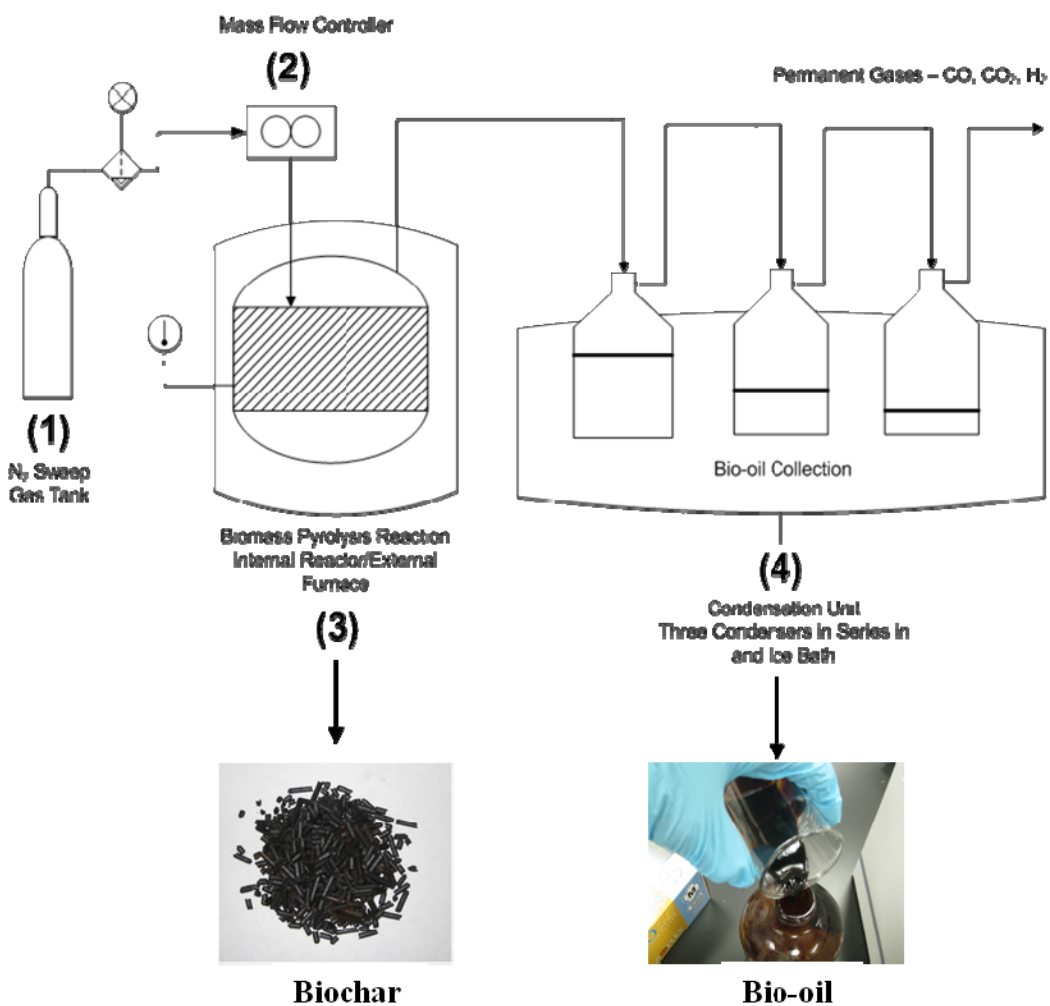 Mass Flow Controller
(2)
Permanent Gases – CO, CO₂, H₂
(1)
N₂ Sweep
Gas Tank
Bio-oil Collection
Biomass Pyrolysis Reaction
Internal Reactor/External
Furnace
(3)
(4)
Condensation Unit
Three Condensers in Series in
and Ice Bath
Biochar
Bio-oil